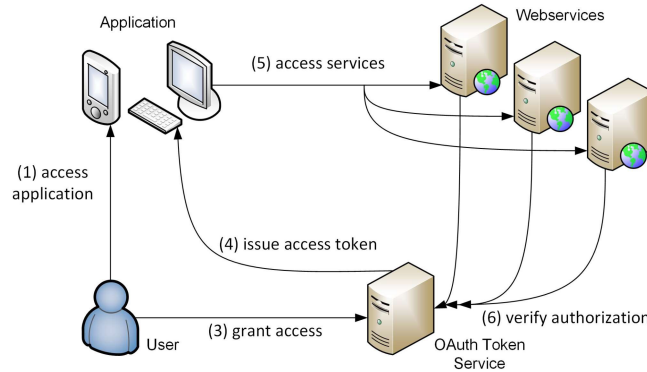 Application
Webservices
(5) access services
(1) access
application
(4) issue access token
(3) grant access
(6) verify authorization
User
OAuth Token
Service